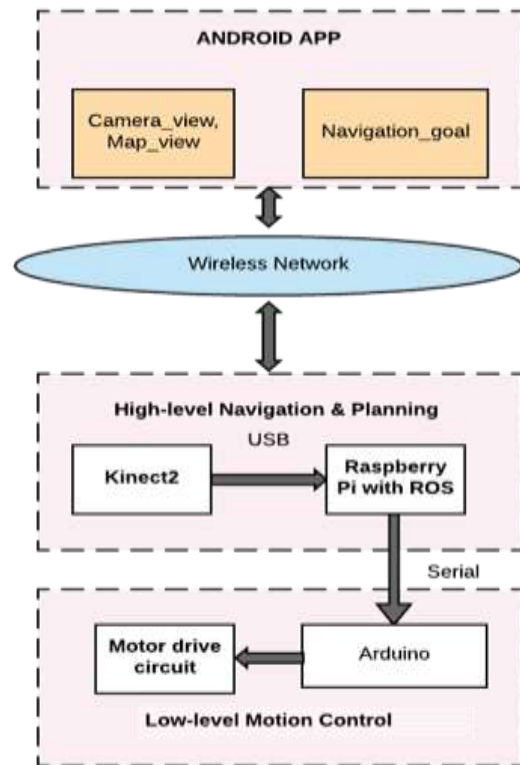 ANDROID APP
Camera_view,
Map_view
Navigation_goal
Wireless Network
High-level Navigation & Planning
USB
Kinect2
Raspberry
Pi with ROS
Serial
Motor drive
circuit
Arduino
Low-level Motion Control